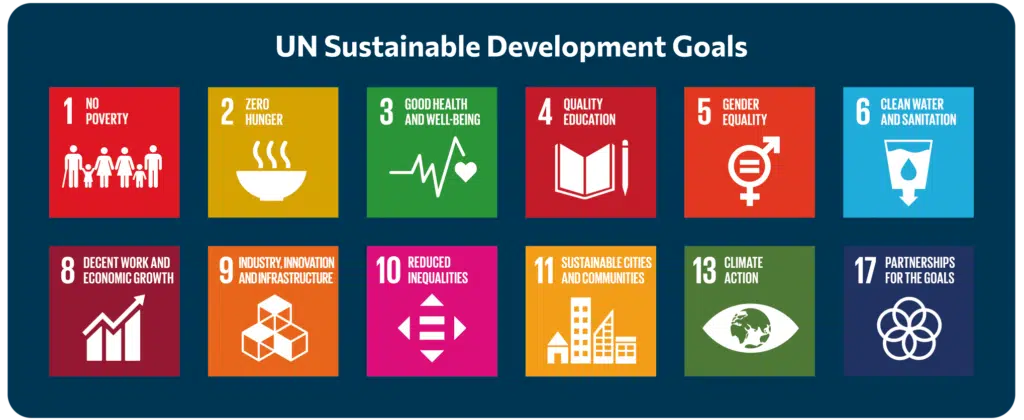 UN Sustainable Development Goals
1 NO
POVERTY
2 ZERO
HUNGER
3 GOOD HEALTH
AND WELL-BEING
4 QUALITY
EDUCATION
5 GENDER
EQUALITY
6 CLEAN WATER
AND SANITATION
8 DECENT WORK AND
ECONOMIC GROWTH
9 INDUSTRY, INNOVATION
AND INFRASTRUCTURE
10 REDUCED
INEQUALITIES
11 SUSTAINABLE CITIES
AND COMMUNITIES
13 CLIMATE
ACTION
17 PARTNERSHIPS
FOR THE GOALS